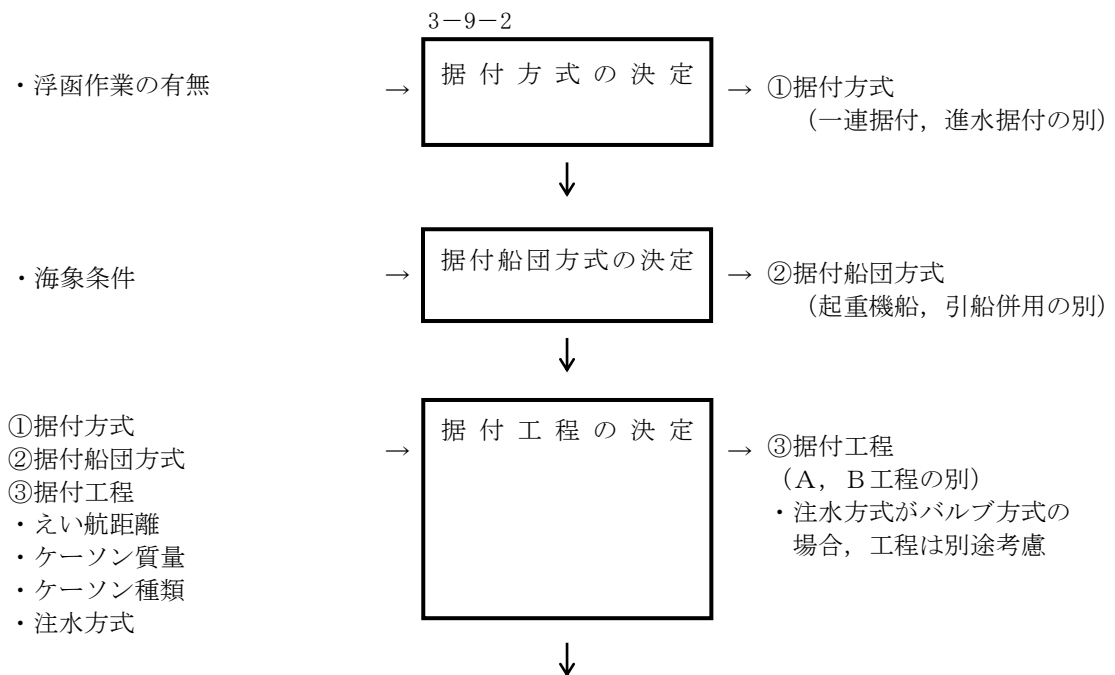 3－9－2
・浮函作業の有無
→
据付方式の決定
→ ①据付方式
（一連据付，進水据付の別）
↓
・海象条件
→
据付船団方式の決定
→ ②据付船団方式
（起重機船，引船併用の別）
↓
①据付方式
②据付船団方式
③据付工程
・えい航距離
・ケーソン質量
・ケーソン種類
・注水方式
→
据付工程の決定
→ ③据付工程
（Ａ，Ｂ工程の別）
・注水方式がバルブ方式の
場合，工程は別途考慮
↓